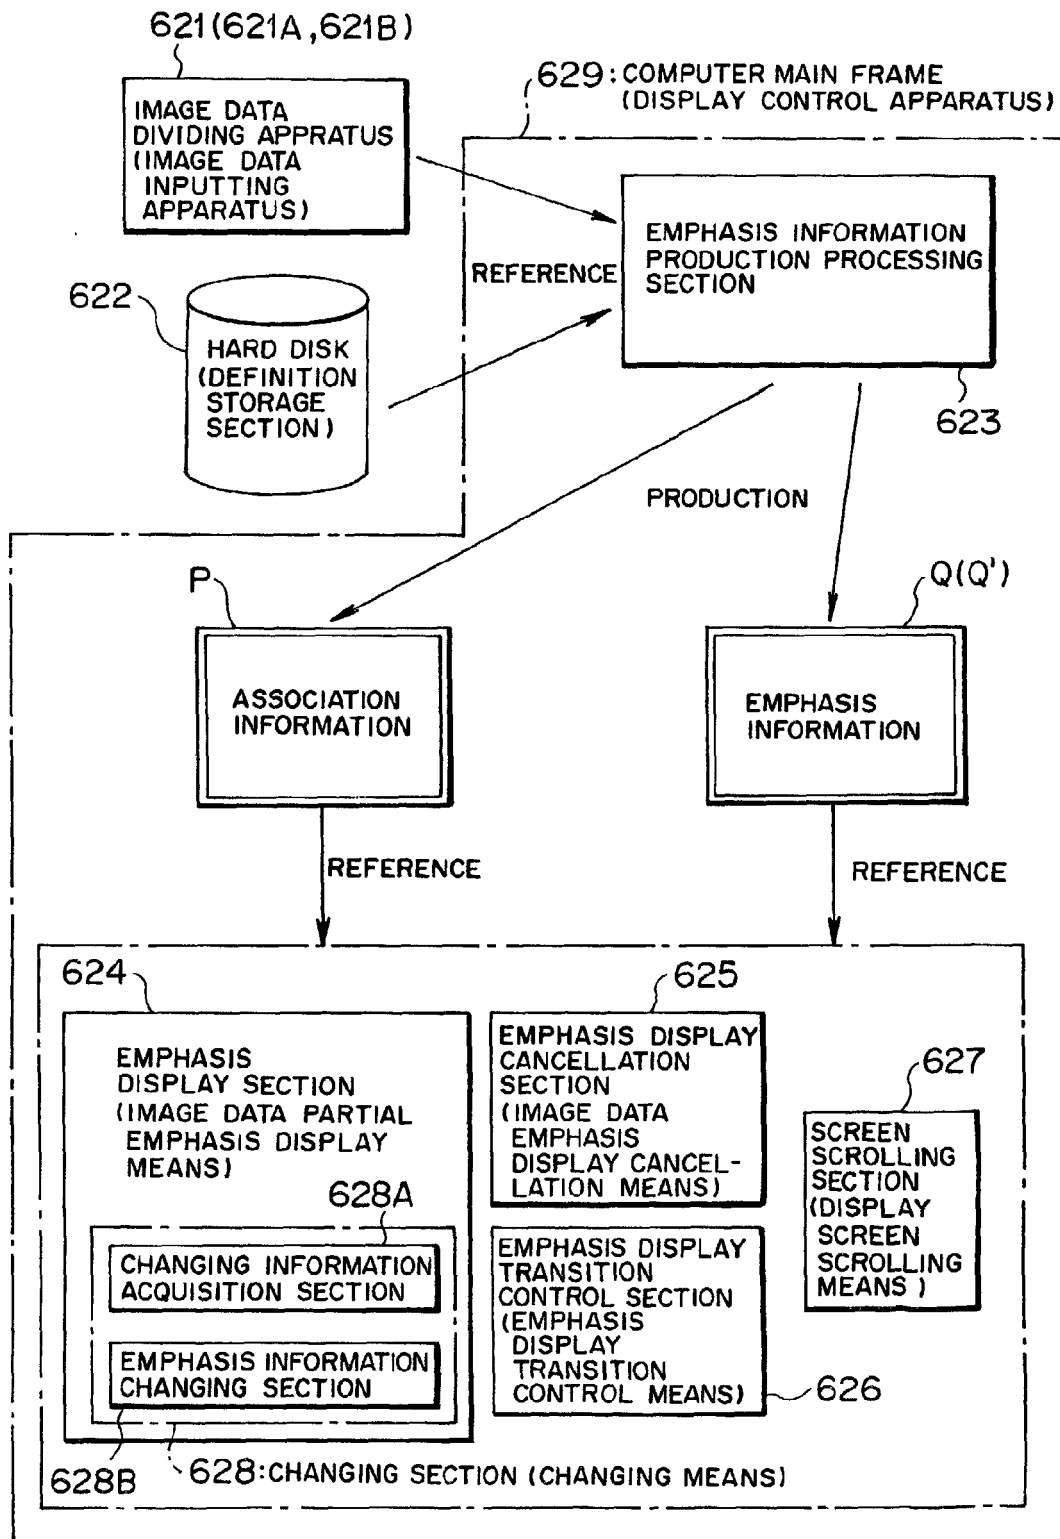 621(621A,621B)
629:COMPUTER MAIN FRAME
(DISPLAY CONTROL APPARATUS)
IMAGE DATA
DIVIDING APPRATUS
(IMAGE DATA
INPUTTING
APPARATUS)
EMPHASIS INFORMATION
PRODUCTION PROCESSING
SECTION
REFERENCE
622
HARD DISK
(DEFINITION
STORAGE
SECTION)
623
PRODUCTION
P
Q(Q')
ASSOCIATION
INFORMATION
EMPHASIS
INFORMATION
REFERENCE
REFERENCE
624
EMPHASIS
DISPLAY SECTION
(IMAGE DATA PARTIAL
EMPHASIS DISPLAY
MEANS)
628A
CHANGING INFORMATION
ACQUISITION SECTION
EMPHASIS INFORMATION
CHANGING SECTION
628B
628:CHANGING SECTION (CHANGING MEANS)
625
EMPHASIS DISPLAY
CANCELLATION
SECTION
(IMAGE DATA
EMPHASIS
DISPLAY CANCEL-
LATION MEANS)
EMPHASIS DISPLAY
TRANSITION
CONTROL SECTION
(EMPHASIS
DISPLAY
TRANSITION
CONTROL MEANS)
626
627
SCREEN
SCROLLING
SECTION
(DISPLAY
SCREEN
SCROLLING
MEANS)